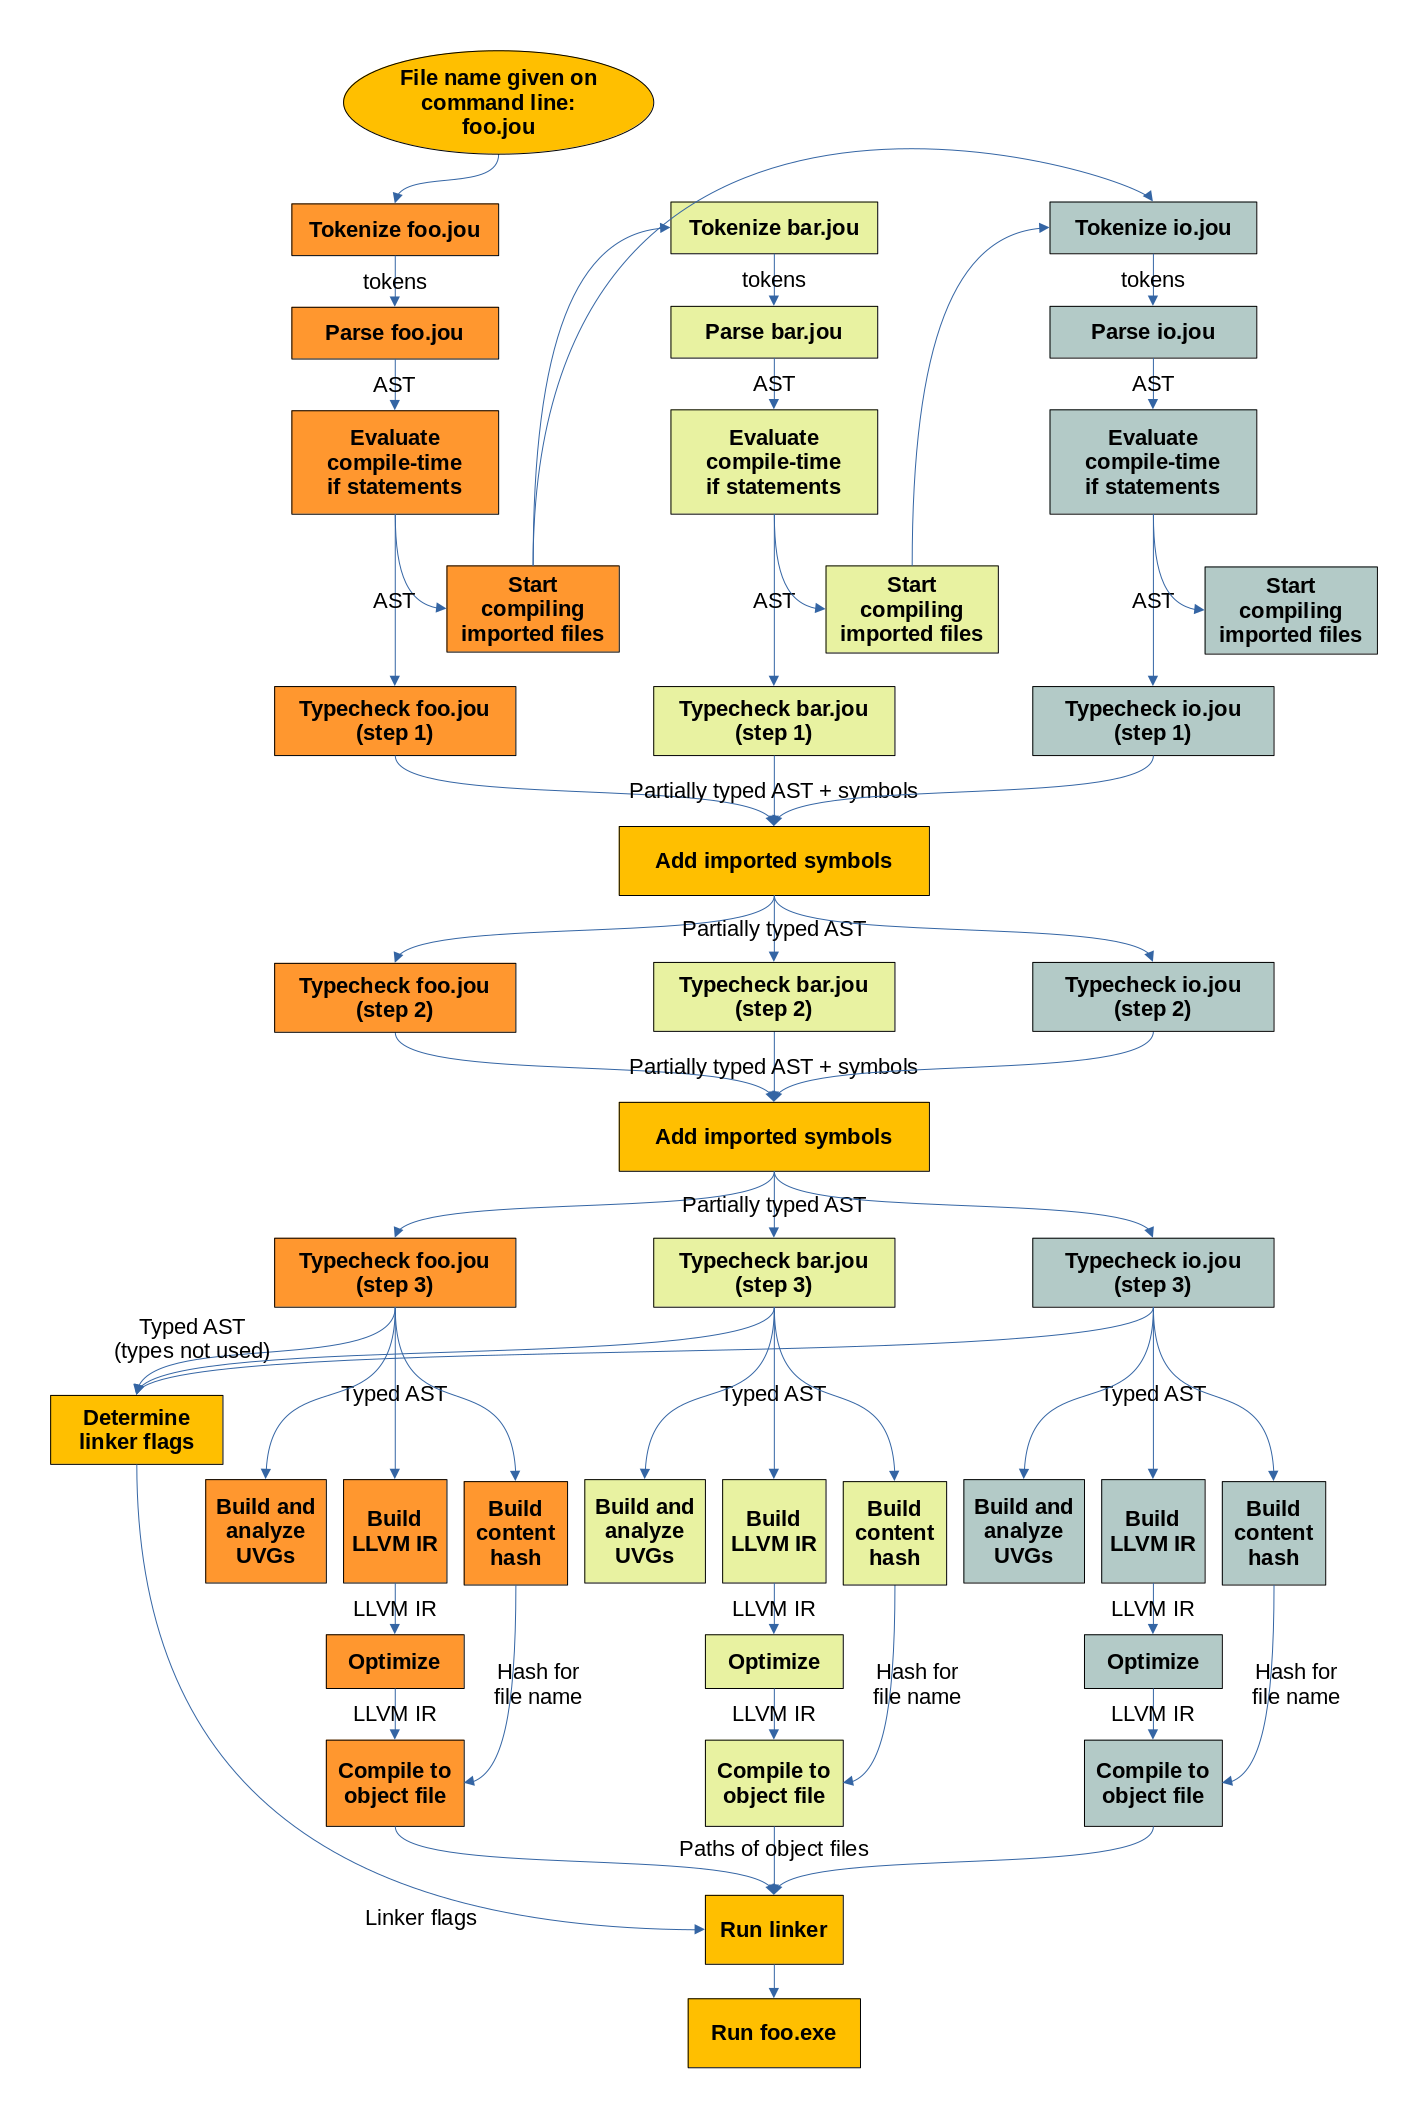 File name given on
command line:
foo.jou
Tokenize foo.jou
Tokenize bar.jou
Tokenize io.jou
tokens
tokens
tokens
Parse foo.jou
Parse bar.jou
Parse io.jou
AST
AST
AST
Evaluate
compile-time
if statements
Evaluate
compile-time
if statements
Evaluate
compile-time
if statements
AST
Start
compiling
imported files
AST
Start
compiling
imported files
AST
Start
compiling
imported files
Typecheck foo.jou
(step 1)
Typecheck bar.jou
(step 1)
Typecheck io.jou
(step 1)
Partially typed AST + symbols
Add imported symbols
Partially typed AST
Typecheck foo.jou
(step 2)
Typecheck bar.jou
(step 2)
Typecheck io.jou
(step 2)
Partially typed AST + symbols
Add imported symbols
Partially typed AST
Typecheck foo.jou
(step 3)
Typecheck bar.jou
(step 3)
Typecheck io.jou
(step 3)
Typed AST
(types not used)
Typed AST
Typed AST
Typed AST
Determine
linker flags
Build and
analyze
UVGs
Build
LLVM IR
Build
content
hash
Build and
analyze
UVGs
Build
LLVM IR
Build
content
hash
Build and
analyze
UVGs
Build
LLVM IR
Build
content
hash
LLVM IR
LLVM IR
LLVM IR
Optimize
Hash for
file name
Optimize
Hash for
file name
Optimize
Hash for
file name
LLVM IR
LLVM IR
LLVM IR
Compile to
object file
Compile to
object file
Compile to
object file
Paths of object files
Linker flags
Run linker
Run foo.exe